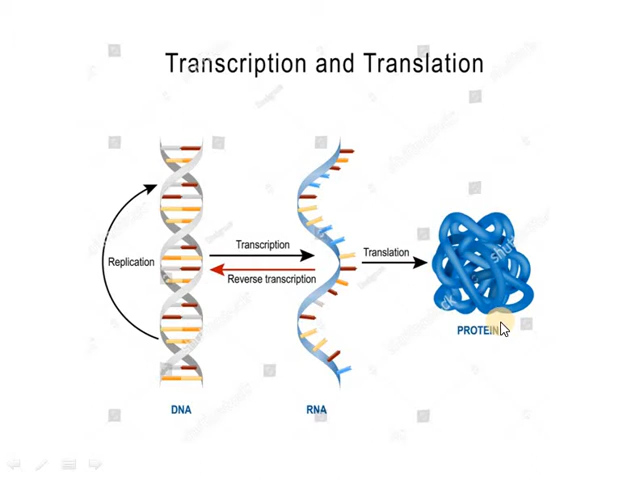 Transcription and Translation
Transcription
Translation
Replication
Reverse transcription
PROTEIN
DNA
RNA